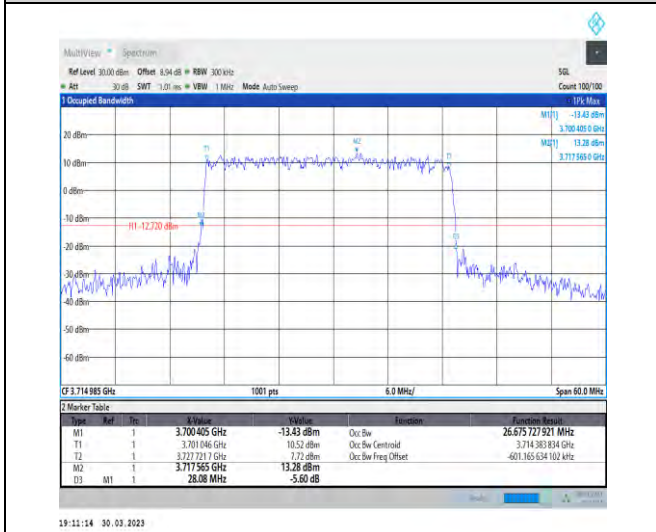 MultiView Spectrum
Ref Level 30.00 dBm Offset 8.94 dB RBW 300 kHz SGL
Att 30 dB SWT 1.01 ms VBW 1 MHz Mode Auto Sweep Count 100/100
1 Occupied Bandwidth 1Pk Max
M1[1] -13.43 dBm
3.700 405 0 GHz
M2[1] 13.28 dBm
3.717 565 0 GHz
20 dBm
M2
T1
10 dBm
0 dBm
-10 dBm
H1 -12.720 dBm
D3
-30 dBm
-40 dBm
-50 dBm
-60 dBm
CF 3.714 985 GHz 1001 pts 6.0 MHz/ Span 60.0 MHz
2 Marker Table
Type Ref Trc X-Value Y-Value Function Function Result
M1 1 3.700 405 GHz -13.43 dBm Occ Bw 26.675 727 921 MHz
T1 1 3.701 046 GHz 10.52 dBm Occ Bw Centroid 3.714 383 834 GHz
T2 1 3.727 721 7 GHz 7.72 dBm Occ Bw Freq Offset -601.165 634 102 kHz
M2 1 3.717 565 GHz 13.28 dBm
D3 M1 1 28.08 MHz -5.60 dB
19:11:14 30.03.2023